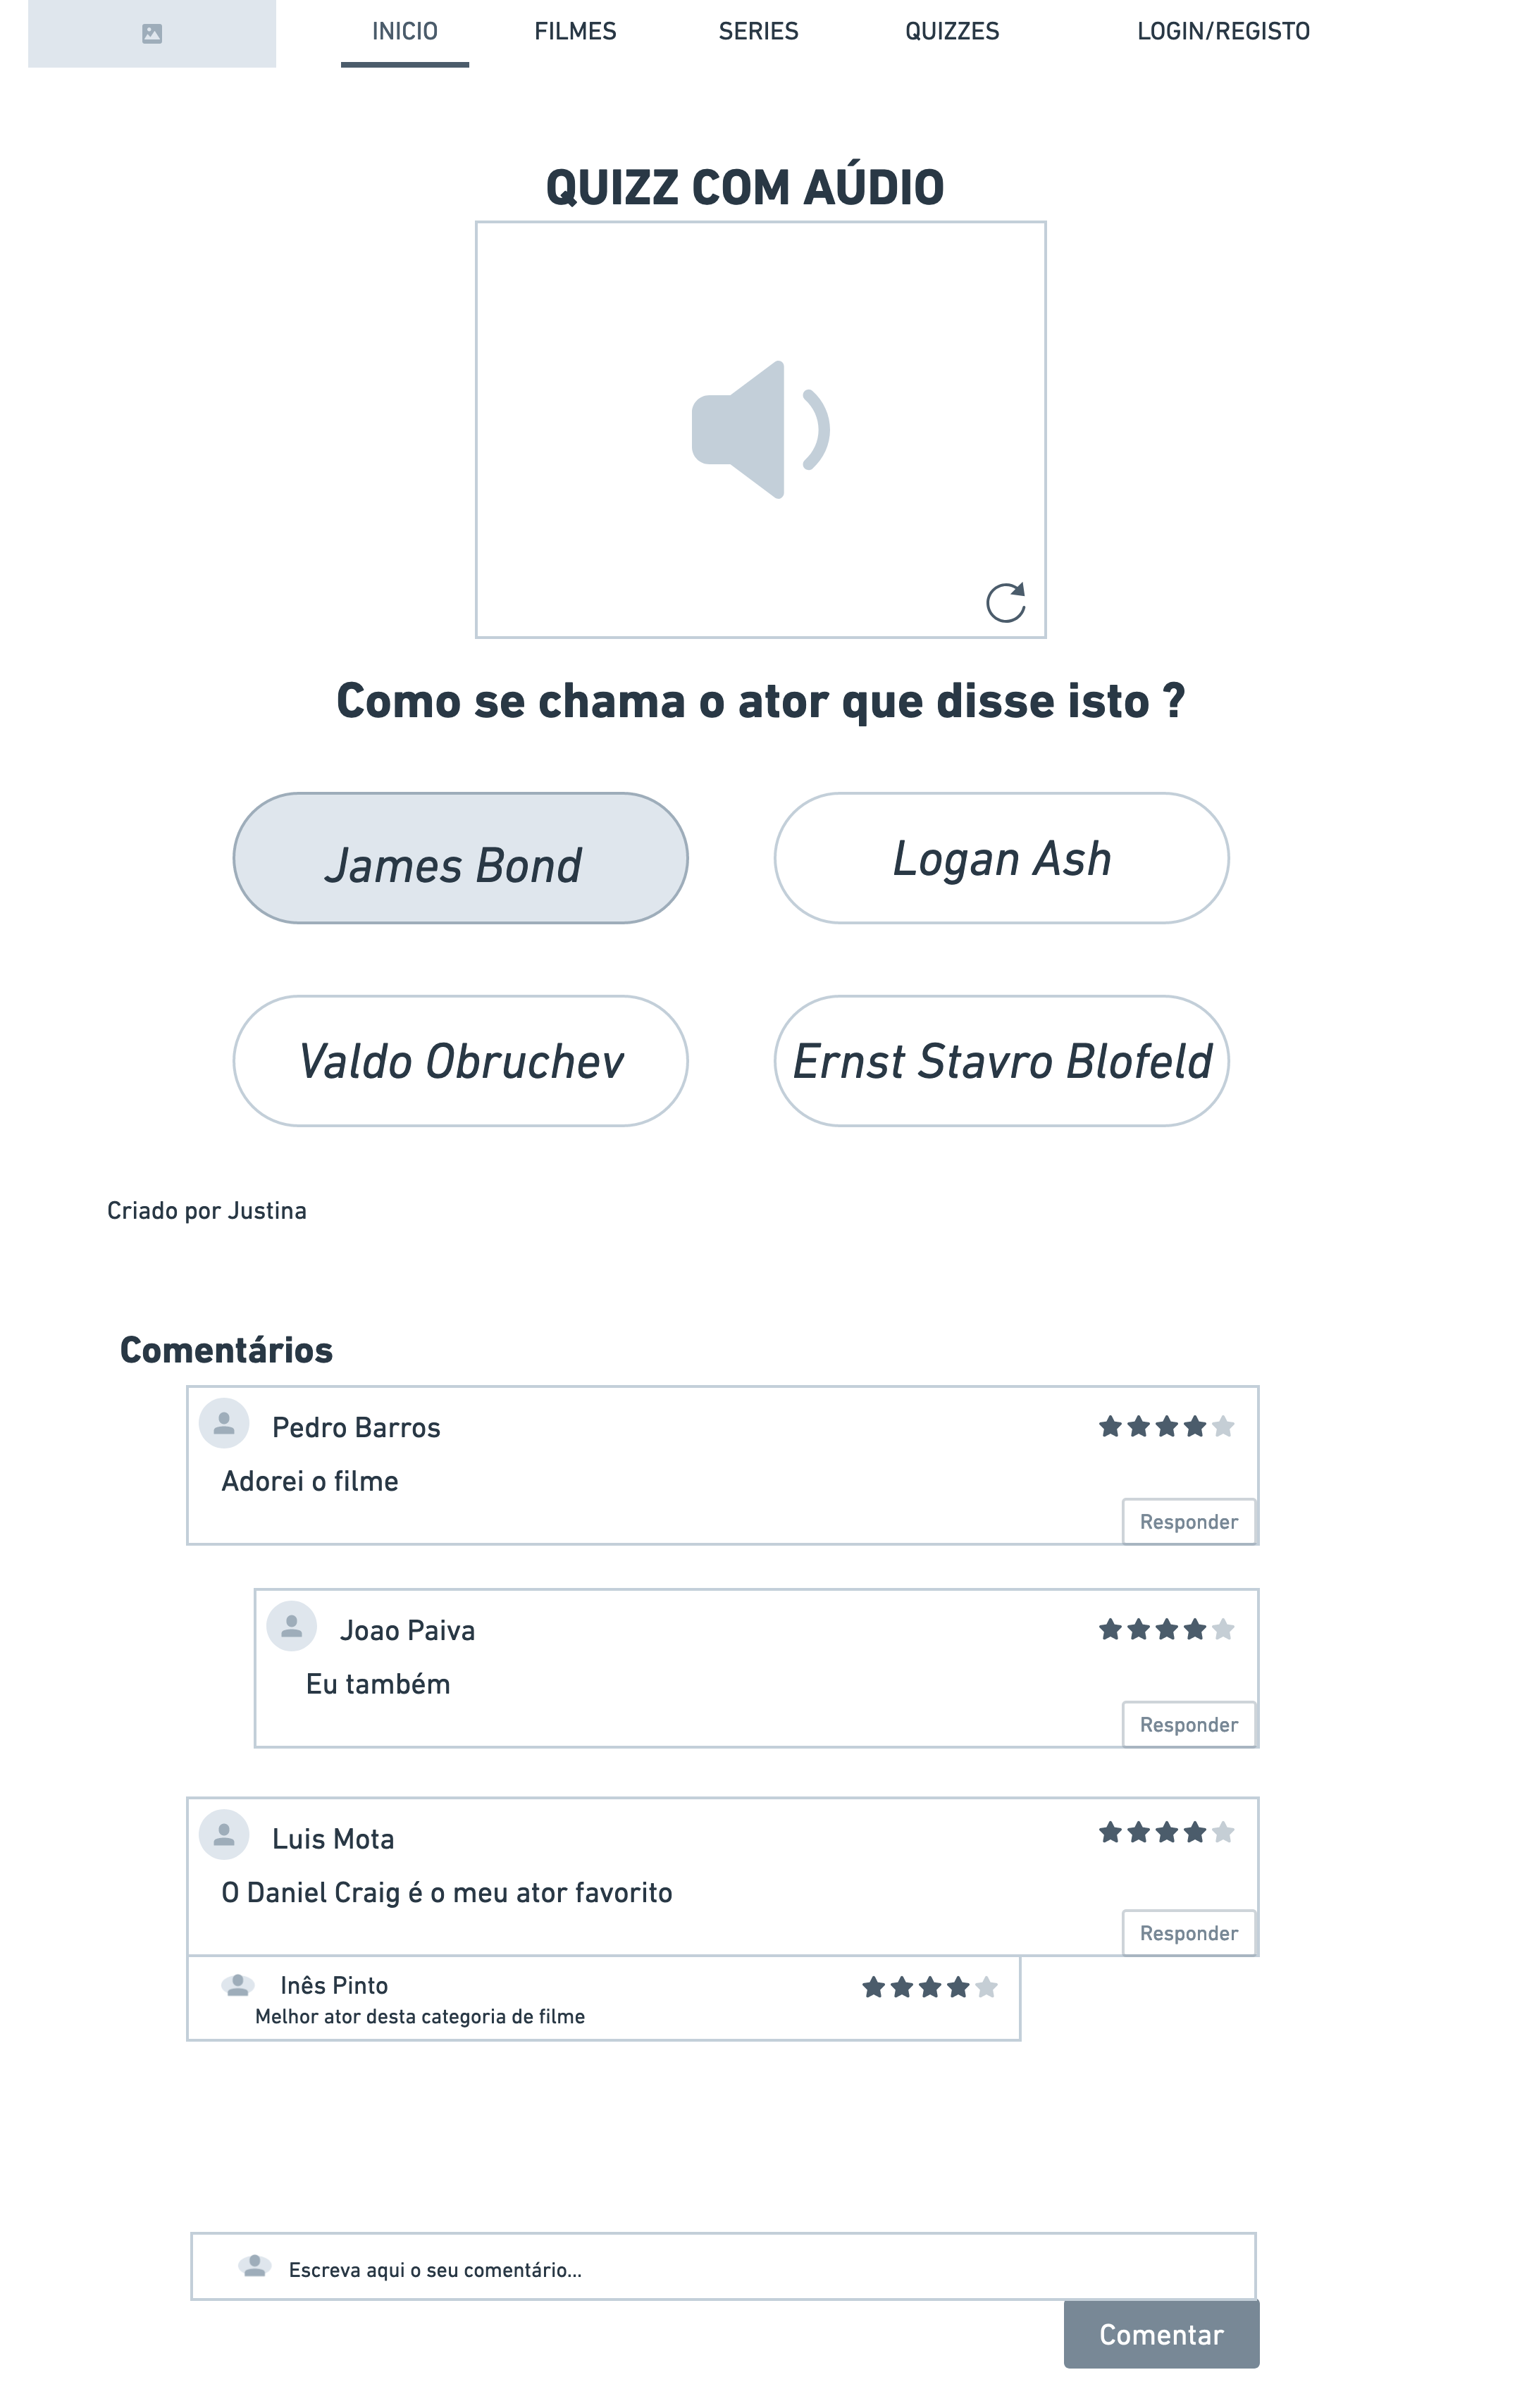 INICIO FILMES SERIES QUIZZES LOGIN/REGISTO
QUIZZ COM AÚDIO
Como se chama o ator que disse isto ?
James Bond
Logan Ash
Valdo Obruchev
Ernst Stavro Blofeld
Criado por Justina
Comentários
Pedro Barros
Adorei o filme
Responder
Joao Paiva
Eu também
Responder
Luis Mota
O Daniel Craig é o meu ator favorito
Responder
Inês Pinto
Melhor ator desta categoria de filme
Escreva aqui o seu comentário...
Comentar